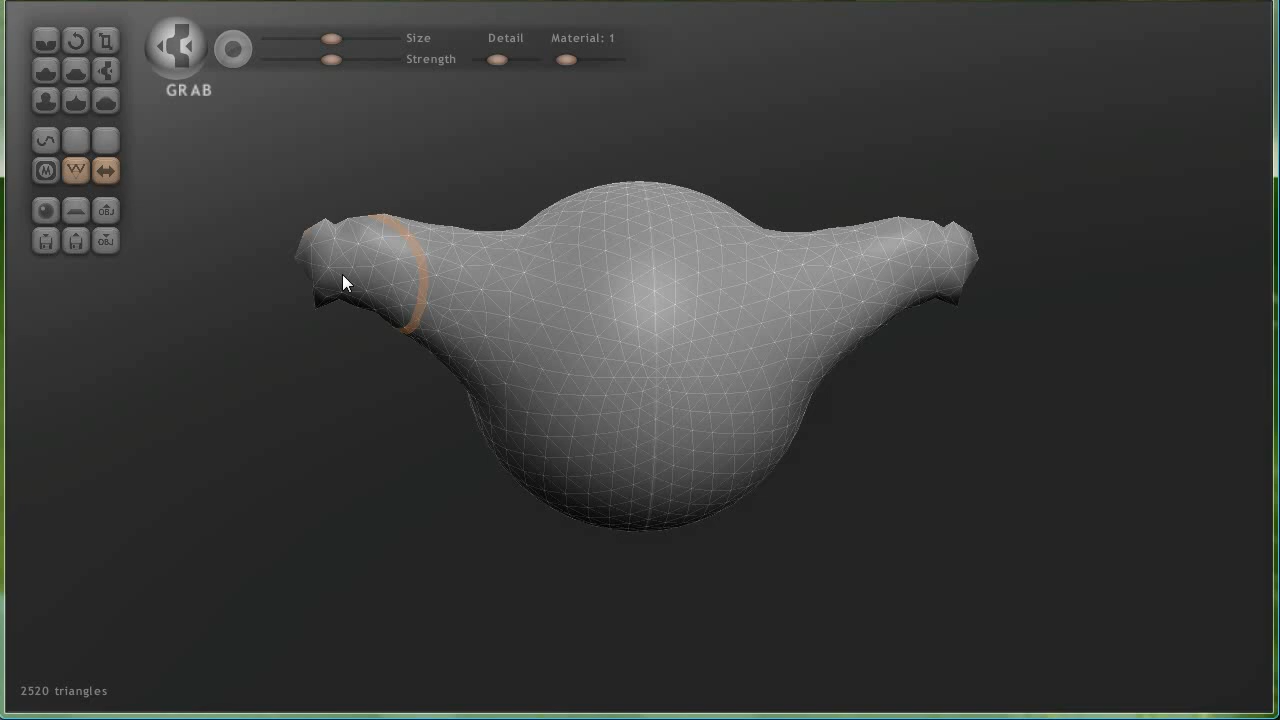 Size Detail Material: 1
Strength
GRAB
M
OBJ
OBJ
2520 triangles